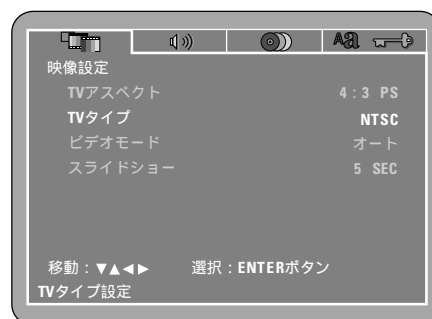 Aあ
映像設定
TVアスペクト 4:3 PS
TVタイプ NTSC
ビデオモード オート
スライドショー 5 SEC
移動:▼▲◀▶ 選択:ENTERボタン
TVタイプ設定